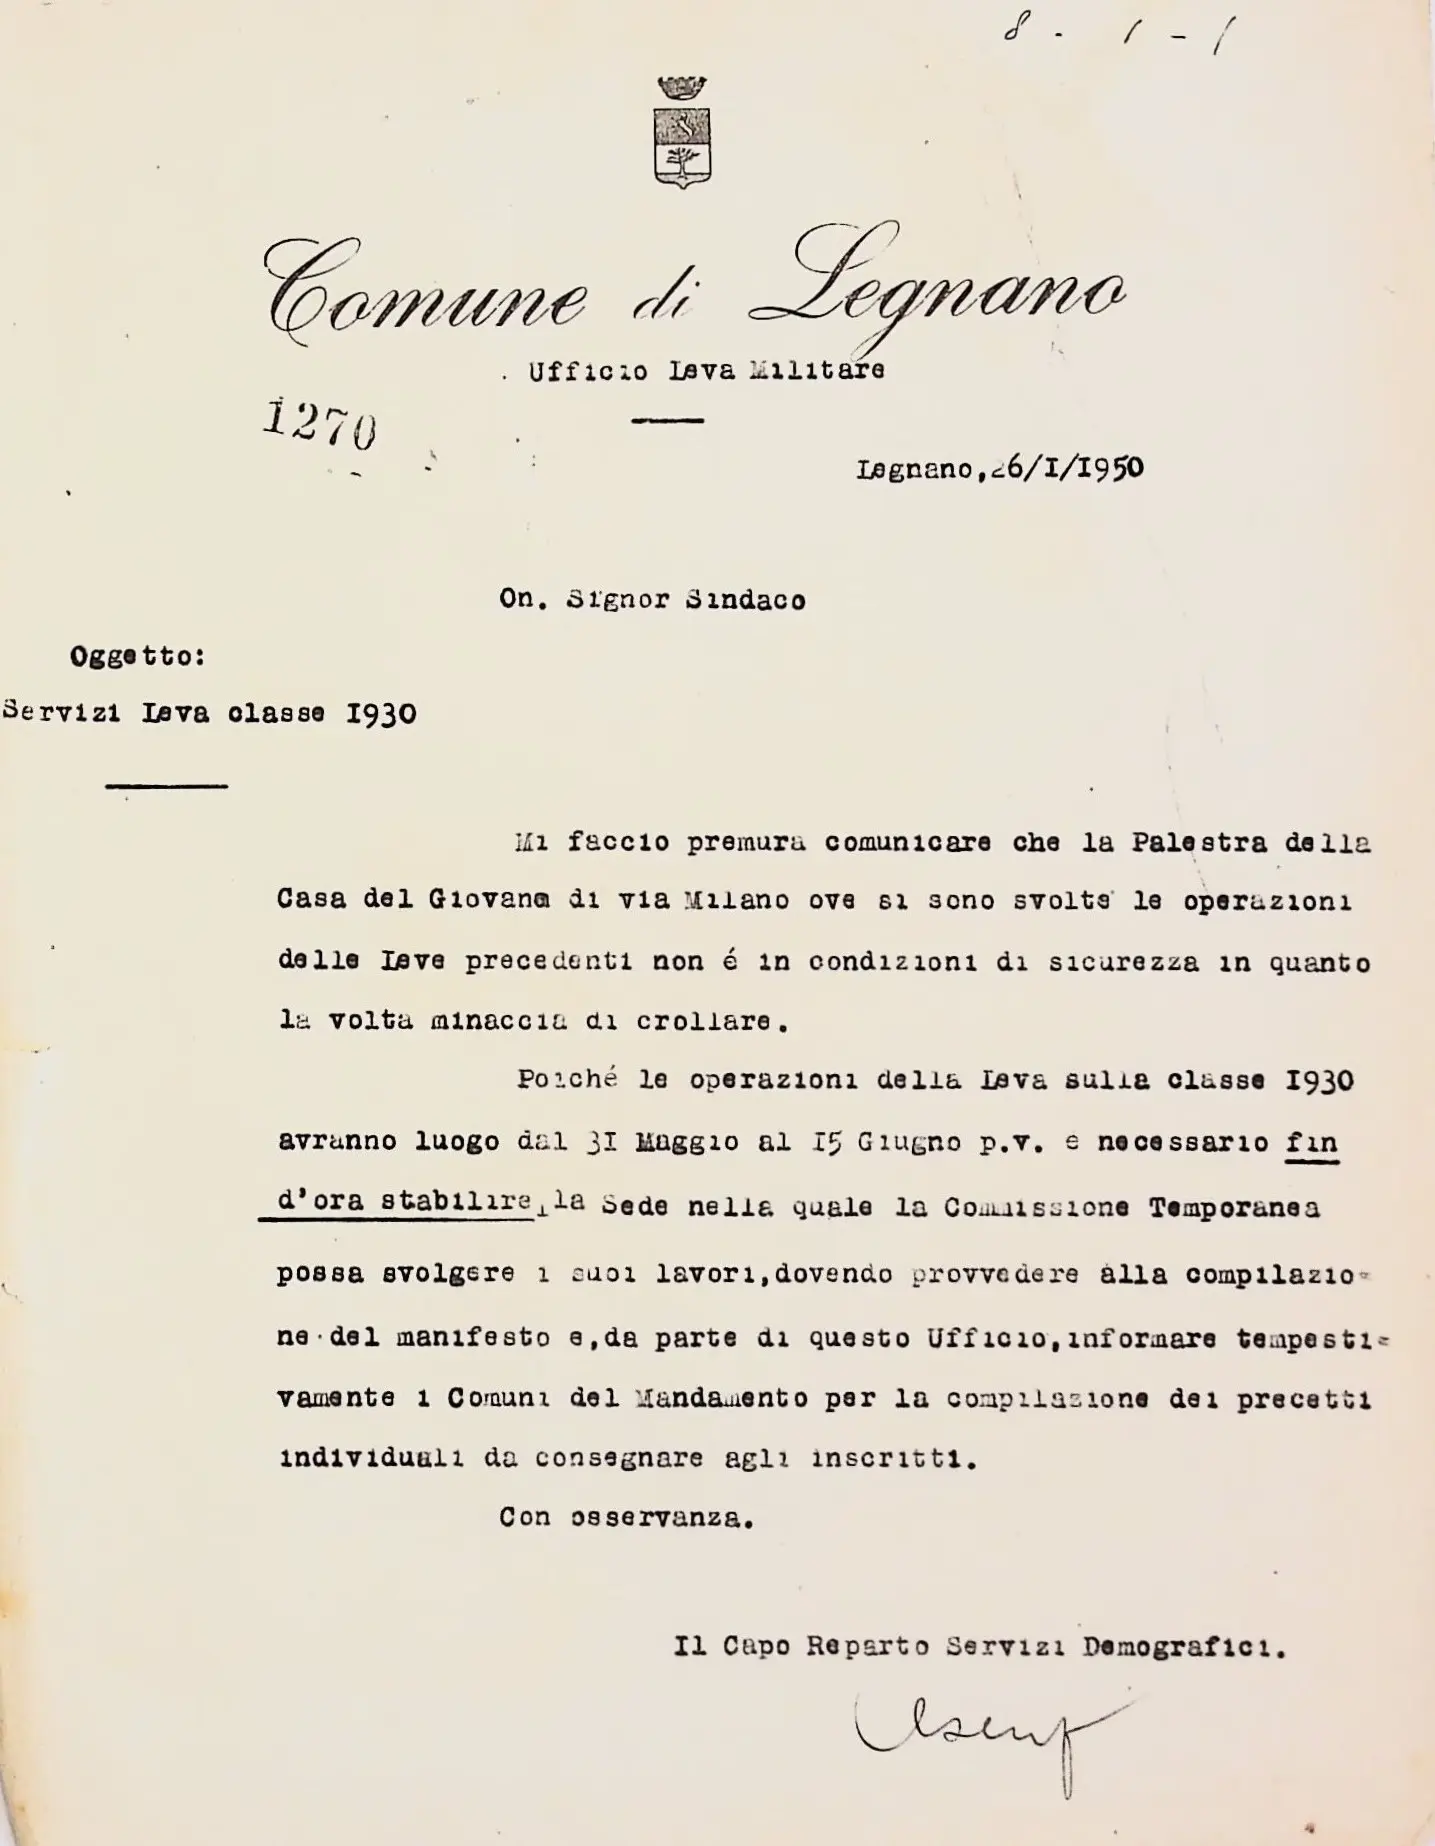 8 - 1 - 1
Comune di Legnano
Ufficio Leva Militare
1270
Legnano,26/I/1950
On. Signor Sindaco
Oggetto:
Servizi Leva classe I930
Mi faccio premura comunicare che la Palestra della
Casa del Giovane di via Milano ove si sono svolte le operazioni
delle Leve precedenti non é in condizioni di sicurezza in quanto
la volta minaccia di crollare.
Poiché le operazioni della Leva sulla classe I930
avranno luogo dal 3I Maggio al I5 Giugno p.v. e necessario fin
d'ora stabilire la Sede nella quale la Commissione Temporanea
possa svolgere i suoi lavori,dovendo provvedere alla compilazio=
ne del manifesto e,da parte di questo Ufficio,informare tempesti=
vamente i Comuni del Mandamento per la compilazione dei precetti
individuali da consegnare agli inscritti.
Con osservanza.
Il Capo Reparto Servizi Demografici.